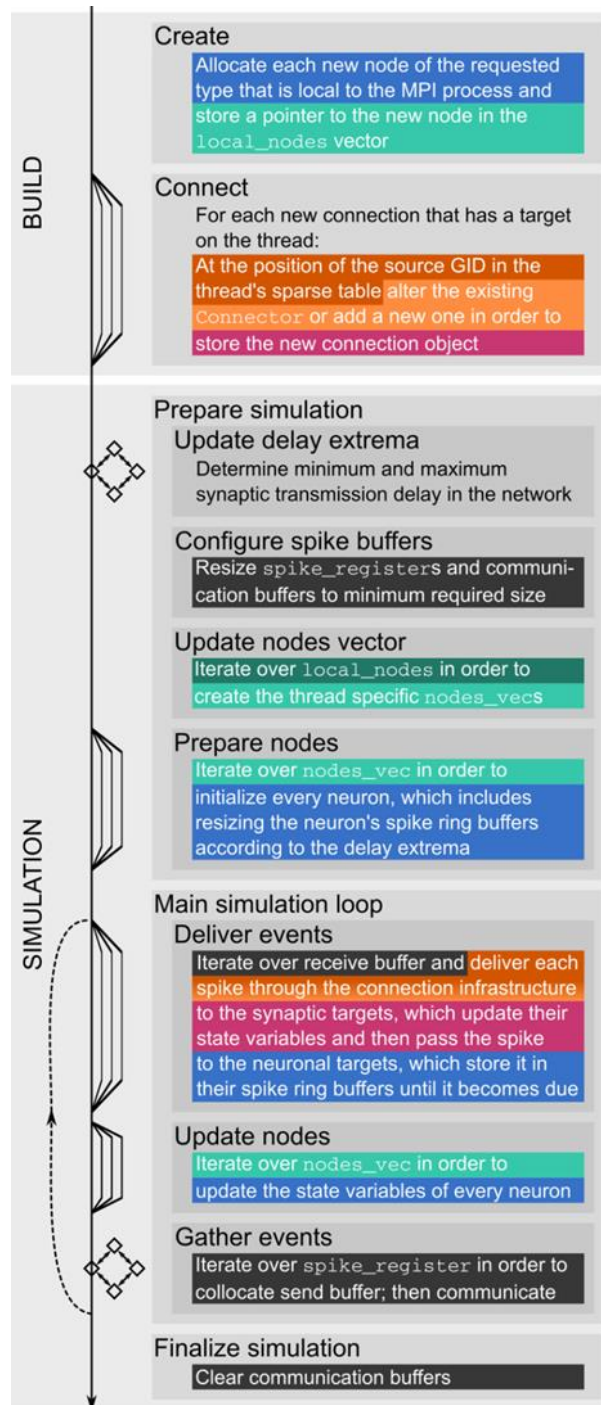 BUILD
Create
Allocate each new node of the requested
type that is local to the MPI process and
store a pointer to the new node in the
local_nodes vector
Connect
For each new connection that has a target
on the thread:
At the position of the source GID in the
thread's sparse table alter the existing
Connector or add a new one in order to
store the new connection object
SIMULATION
Prepare simulation
Update delay extrema
Determine minimum and maximum
synaptic transmission delay in the network
Configure spike buffers
Resize spike_registers and communi-
cation buffers to minimum required size
Update nodes vector
Iterate over local_nodes in order to
create the thread specific nodes_vecs
Prepare nodes
Iterate over nodes_vec in order to
initialize every neuron, which includes
resizing the neuron's spike ring buffers
according to the delay extrema
Main simulation loop
Deliver events
Iterate over receive buffer and deliver each
spike through the connection infrastructure
to the synaptic targets, which update their
state variables and then pass the spike
to the neuronal targets, which store it in
their spike ring buffers until it becomes due
Update nodes
Iterate over nodes_vec in order to
update the state variables of every neuron
Gather events
Iterate over spike_register in order to
collocate send buffer; then communicate
Finalize simulation
Clear communication buffers